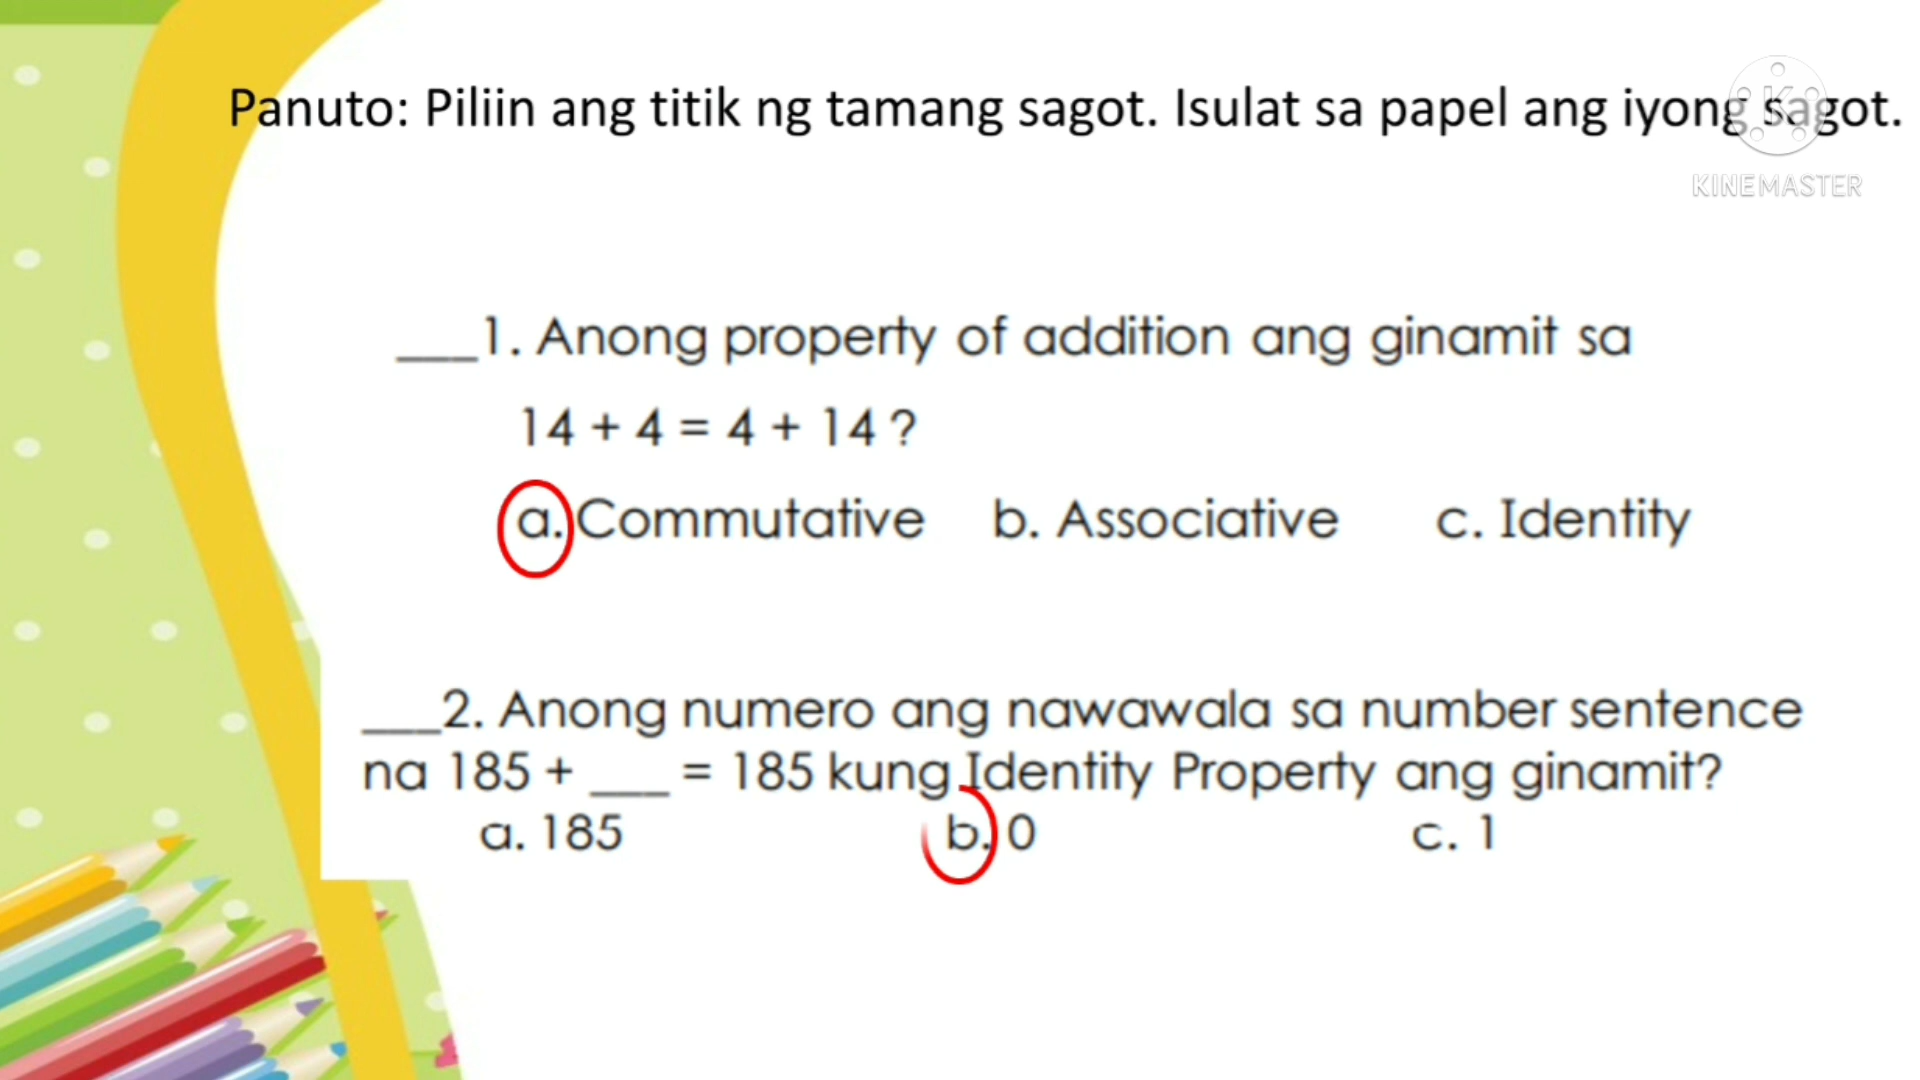 Panuto: Piliin ang titik ng tamang sagot. Isulat sa papel ang iyong sagot.
KINEMASTER
___1. Anong property of addition ang ginamit sa
14 + 4 = 4 + 14 ?
a. Commutative b. Associative c. Identity
___2. Anong numero ang nawawala sa number sentence
na 185 + ___ = 185 kung Identity Property ang ginamit?
a. 185 b. 0 c. 1